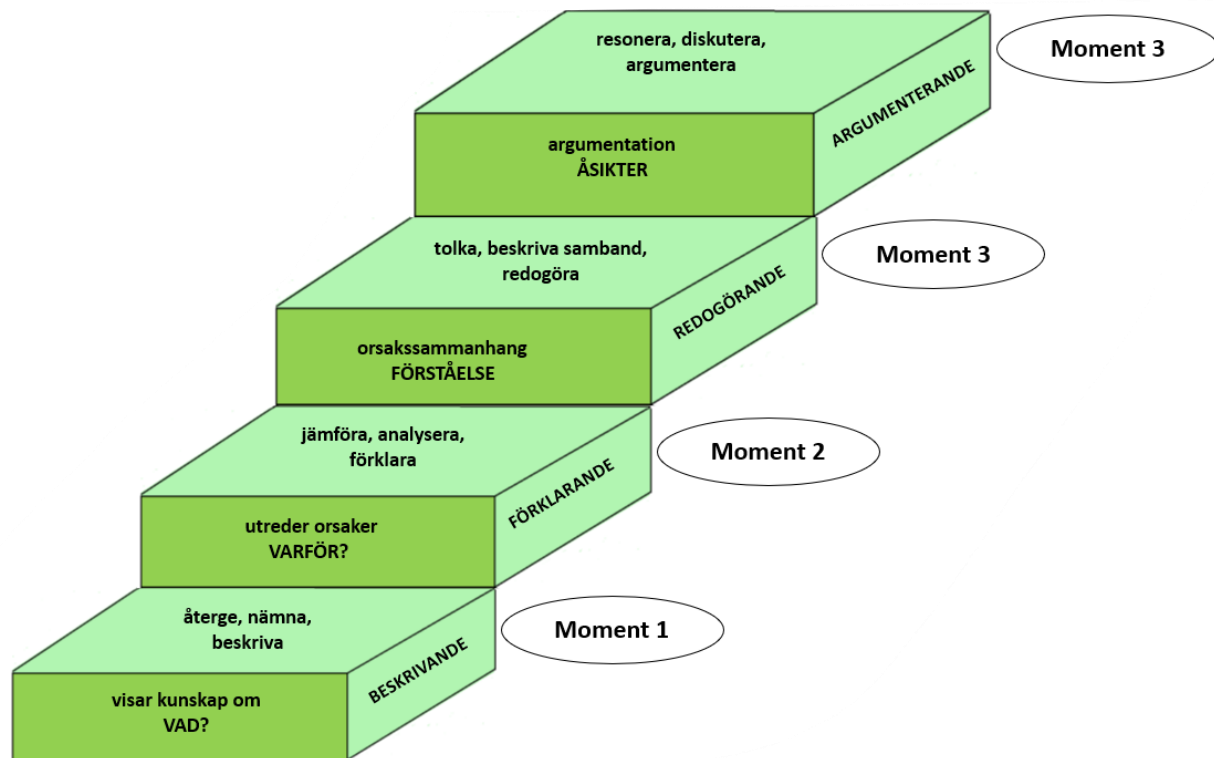 resonera, diskutera,
argumentera
Moment 3
ARGUMENTERANDE
argumentation
ÅSIKTER
tolka, beskriva samband,
redogöra
Moment 3
REDOGÖRANDE
orsakssammanhang
FÖRSTÅELSE
jämföra, analysera,
förklara
Moment 2
FÖRKLARANDE
utreder orsaker
VARFÖR?
återge, nämna,
beskriva
Moment 1
BESKRIVANDE
visar kunskap om
VAD?